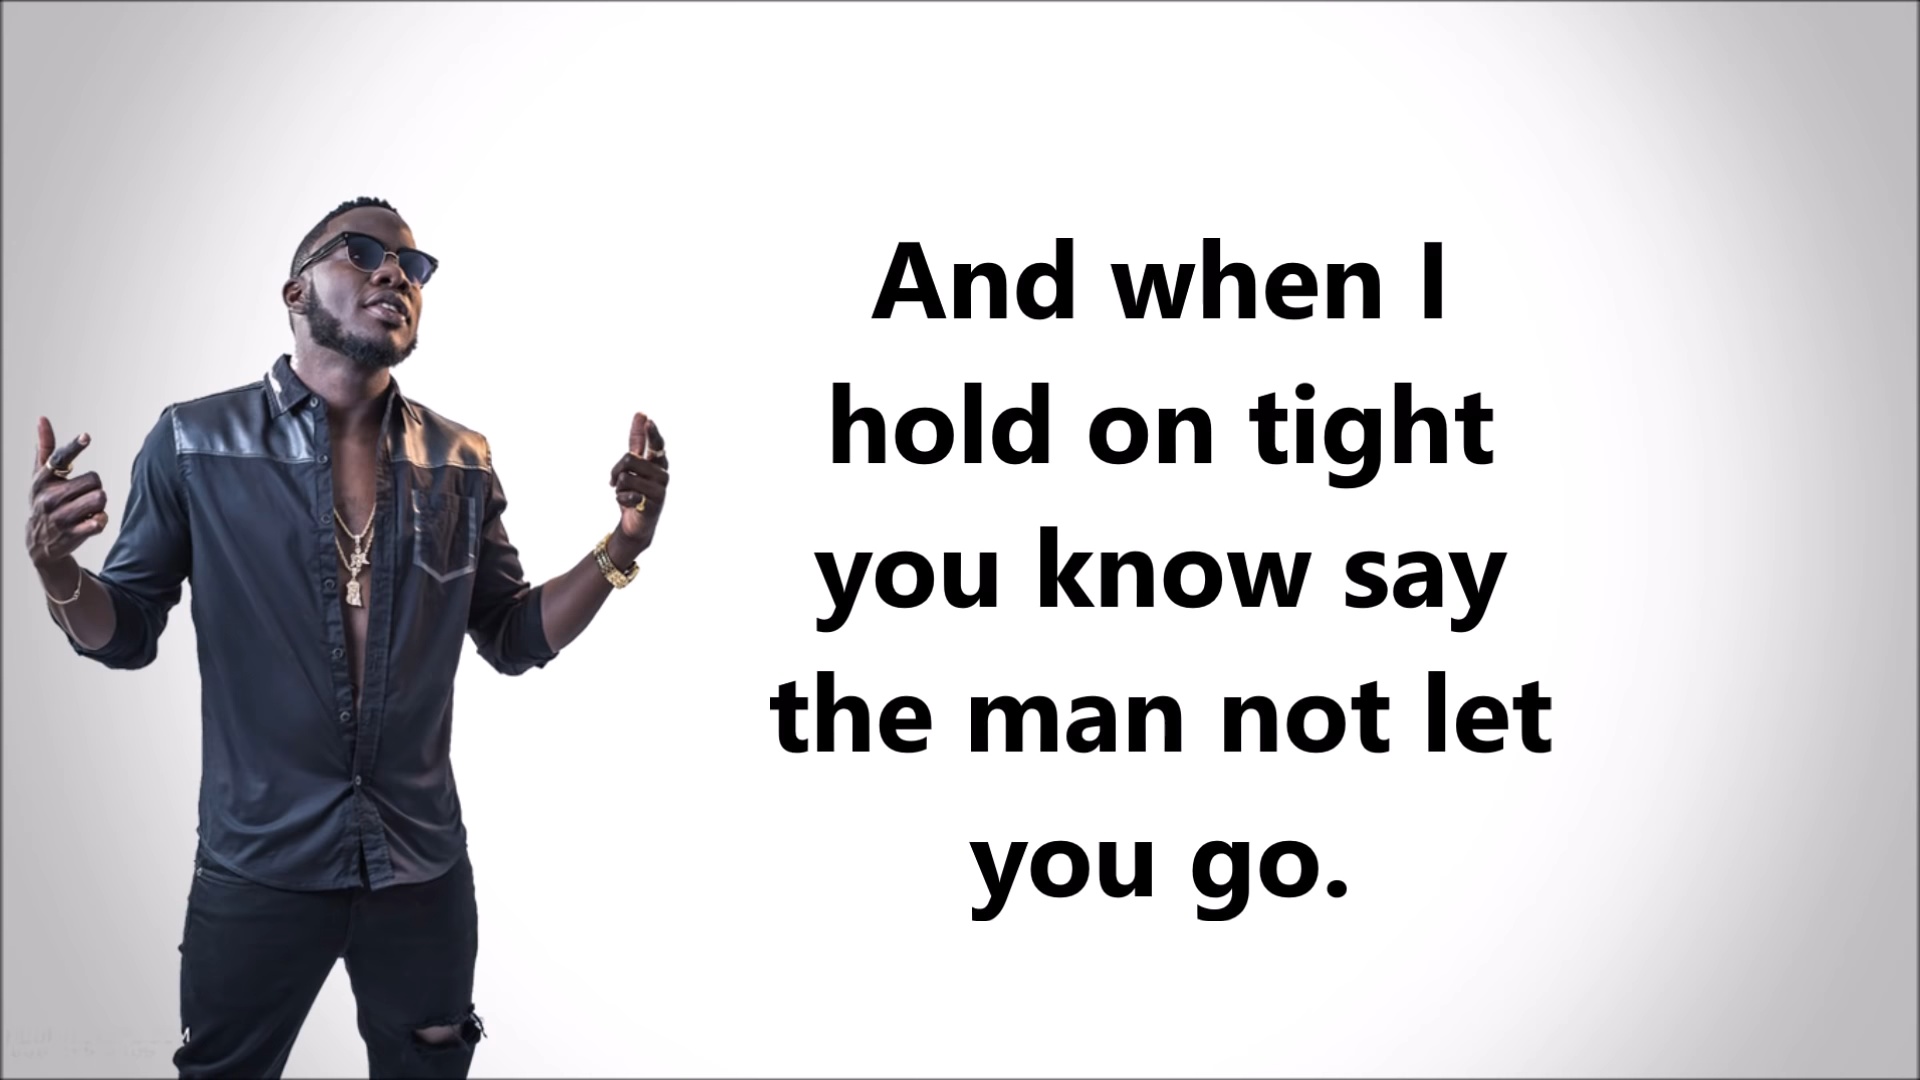 And when I
hold on tight
you know say
the man not let
you go.